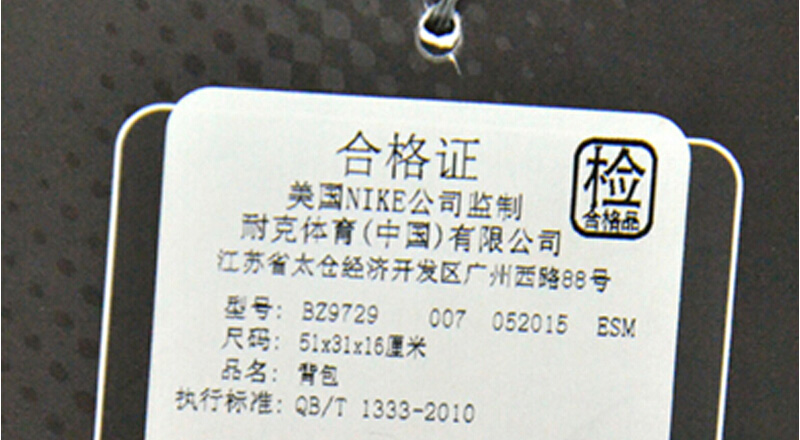 合格证
检
合格品
美国NIKE公司监制
耐克体育(中国)有限公司
江苏省太仓经济开发区广州西路88号
型号: BZ9729 007 052015 ESM
尺码: 51x31x16厘米
品名: 背包
执行标准: QB/T 1333-2010